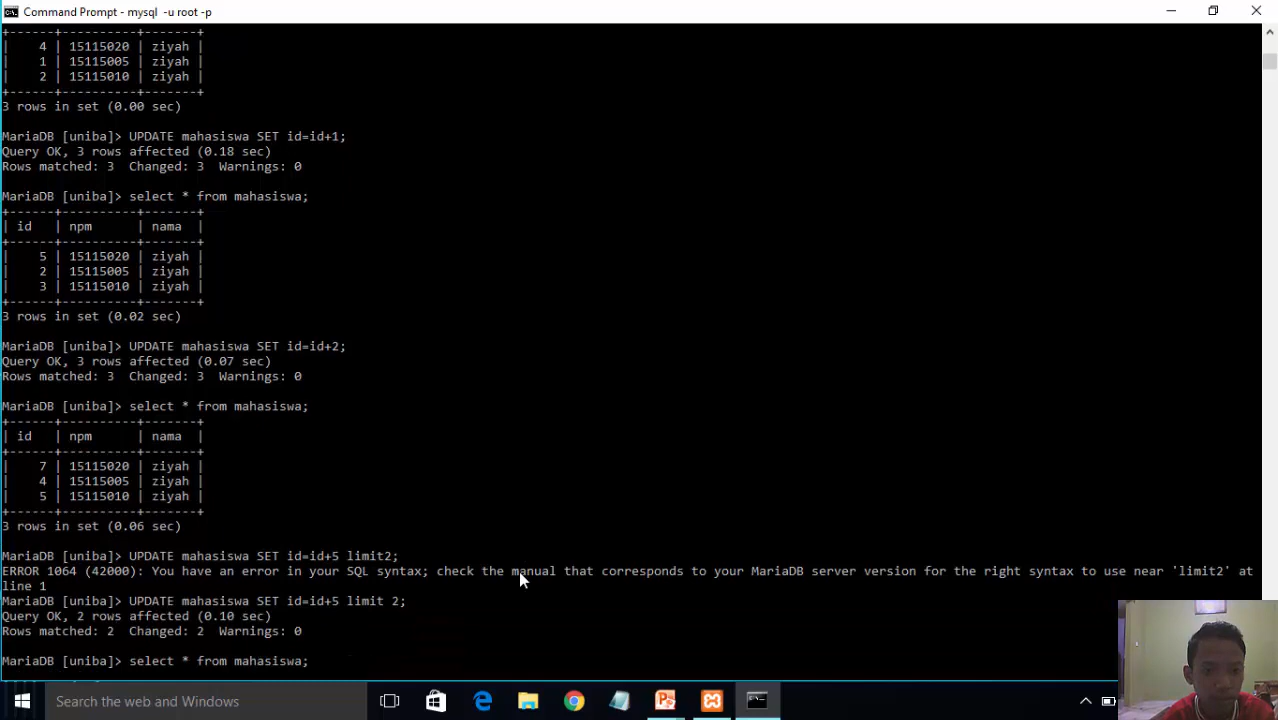 Command Prompt - mysql -u root -p
+------+----------+-------+
|    4 | 15115020 | ziyah |
|    1 | 15115005 | ziyah |
|    2 | 15115010 | ziyah |
+------+----------+-------+
3 rows in set (0.00 sec)
MariaDB [uniba]> UPDATE mahasiswa SET id=id+1;
Query OK, 3 rows affected (0.18 sec)
Rows matched: 3  Changed: 3  Warnings: 0
MariaDB [uniba]> select * from mahasiswa;
+------+----------+-------+
| id   | npm      | nama  |
+------+----------+-------+
|    5 | 15115020 | ziyah |
|    2 | 15115005 | ziyah |
|    3 | 15115010 | ziyah |
+------+----------+-------+
3 rows in set (0.02 sec)
MariaDB [uniba]> UPDATE mahasiswa SET id=id+2;
Query OK, 3 rows affected (0.07 sec)
Rows matched: 3  Changed: 3  Warnings: 0
MariaDB [uniba]> select * from mahasiswa;
+------+----------+-------+
| id   | npm      | nama  |
+------+----------+-------+
|    7 | 15115020 | ziyah |
|    4 | 15115005 | ziyah |
|    5 | 15115010 | ziyah |
+------+----------+-------+
3 rows in set (0.06 sec)
MariaDB [uniba]> UPDATE mahasiswa SET id=id+5 limit2;
ERROR 1064 (42000): You have an error in your SQL syntax; check the manual that corresponds to your MariaDB server version for the right syntax to use near 'limit2' at
line 1
MariaDB [uniba]> UPDATE mahasiswa SET id=id+5 limit 2;
Query OK, 2 rows affected (0.10 sec)
Rows matched: 2  Changed: 2  Warnings: 0
MariaDB [uniba]> select * from mahasiswa;
Search the web and Windows